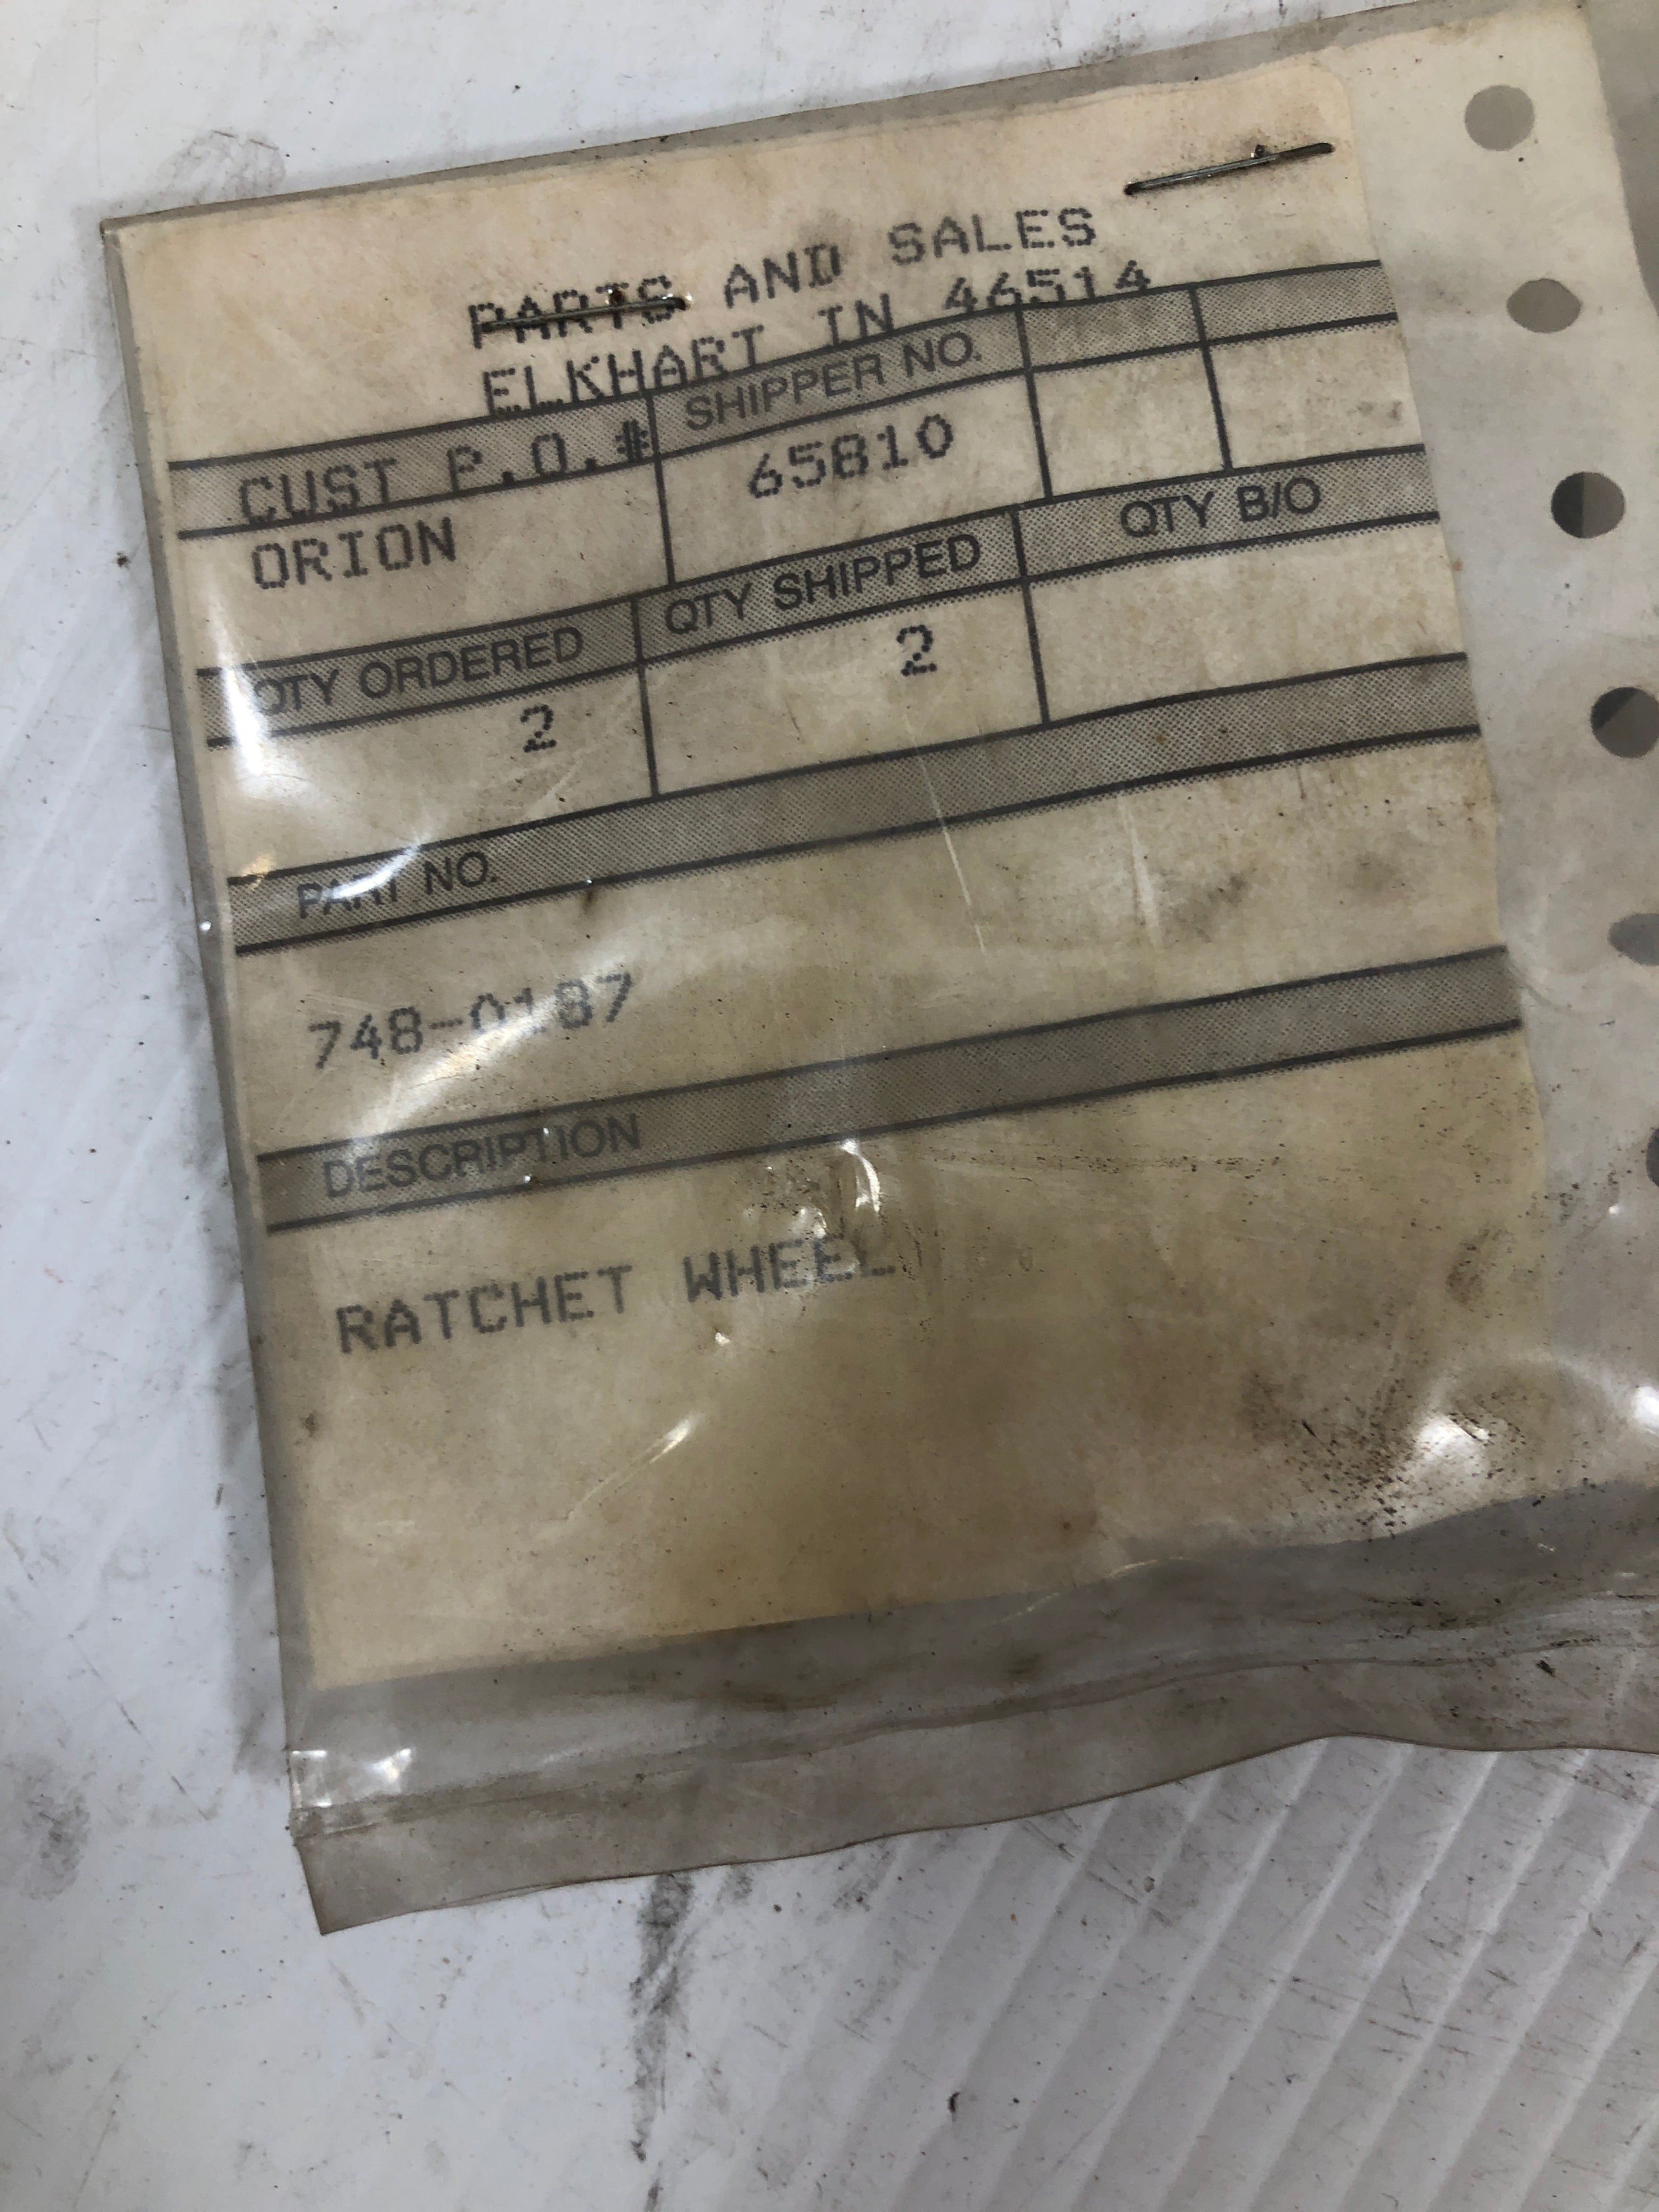 PARTS AND SALES
ELKHART IN 46514
CUST P.O.# SHIPPER NO.
ORION 65810
QTY ORDERED QTY SHIPPED QTY B/O
2 2
PART NO.
748-0187
DESCRIPTION
RATCHET WHEEL